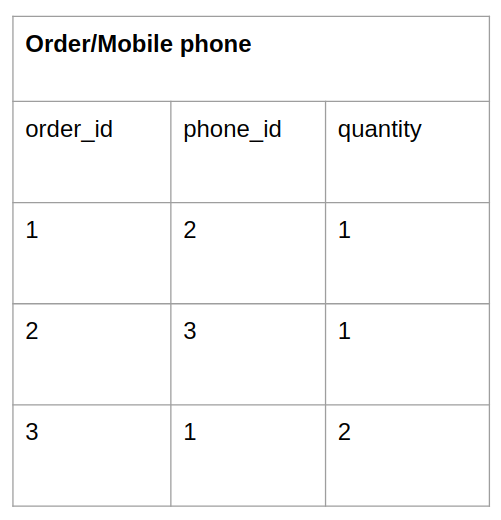 Order/Mobile phone
order_id phone_id quantity
1 2 1
2 3 1
3 1 2